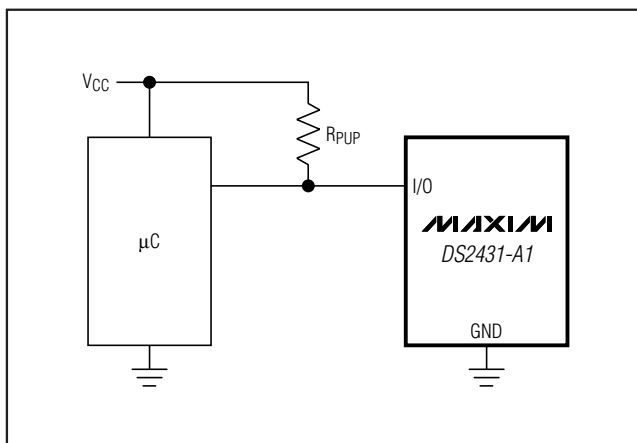 VCC
RPUP
I/O
µC
MAXIM
DS2431-A1
GND